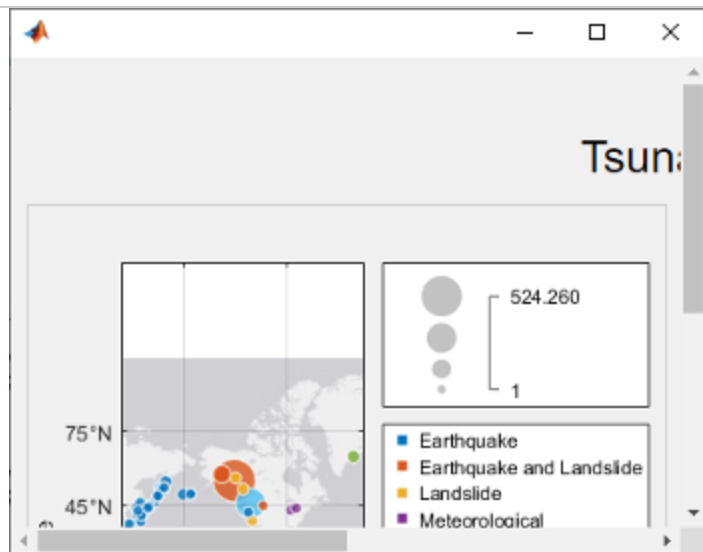 Tsuna
524.260
1
75°N
45°N
Earthquake
Earthquake and Landslide
Landslide
Meteorological